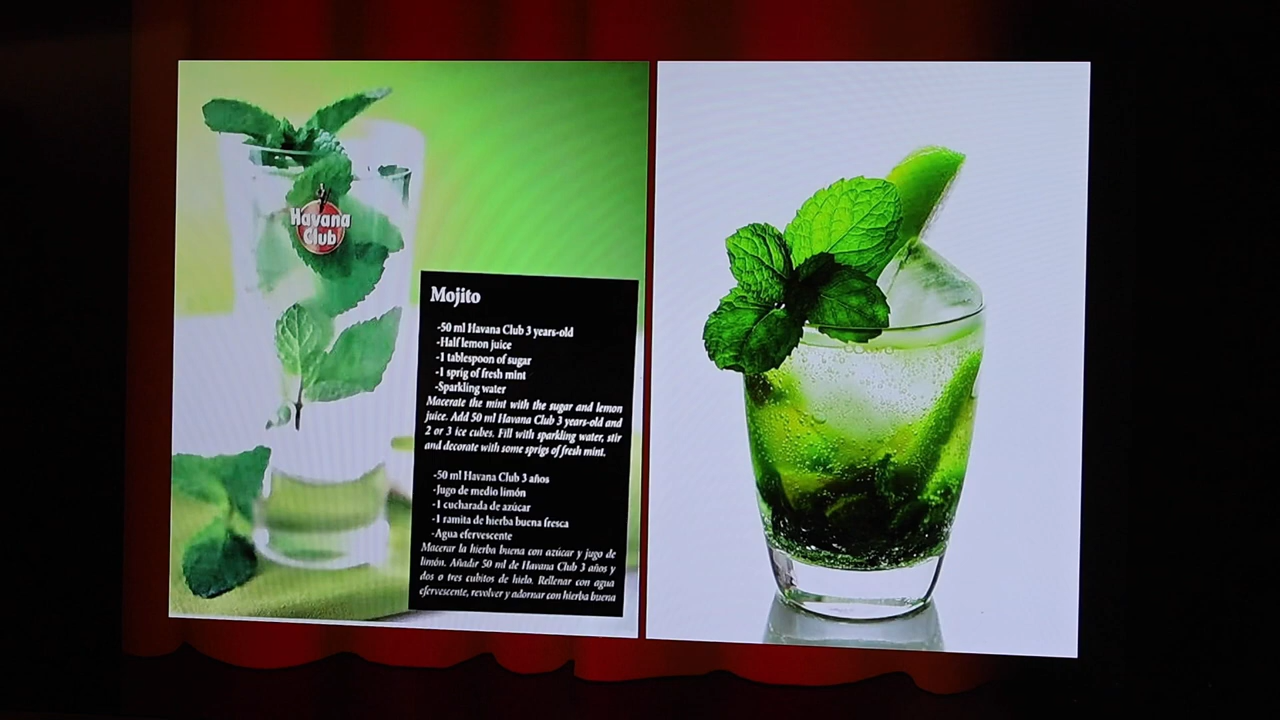 Havana
Club
Mojito
-50 ml Havana Club 3 years-old
-Half lemon juice
-1 tablespoon of sugar
-1 sprig of fresh mint
-Sparkling water
Macerate the mint with the sugar and lemon
juice. Add 50 ml Havana Club 3 years-old and
2 or 3 ice cubes. Fill with sparkling water, stir
and decorate with some sprigs of fresh mint.
-50 ml Havana Club 3 años
-Jugo de medio limón
-1 cucharada de azúcar
-1 ramita de hierba buena fresca
-Agua efervescente
Macerar la hierba buena con azúcar y jugo de
limón. Añadir 50 ml de Havana Club 3 años y
dos o tres cubitos de hielo. Rellenar con agua
efervescente, revolver y adornar con hierba buena